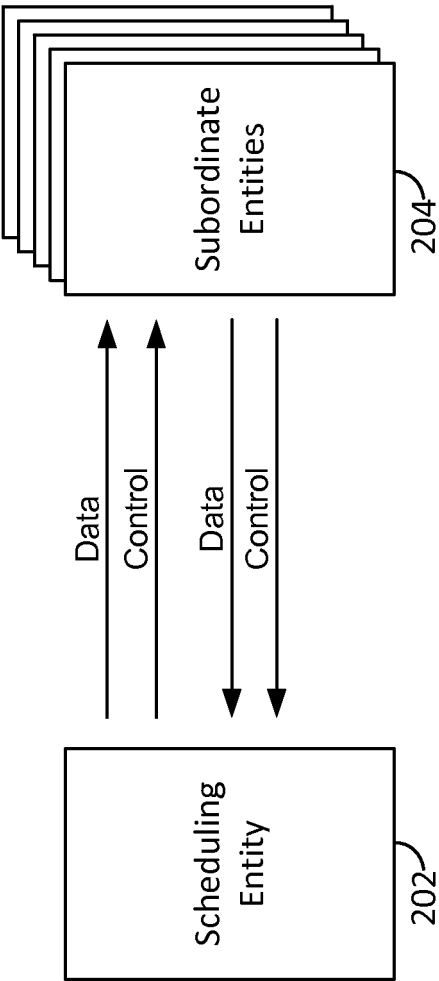 Scheduling
Entity
202
Data
Control
Data
Control
Subordinate
Entities
204